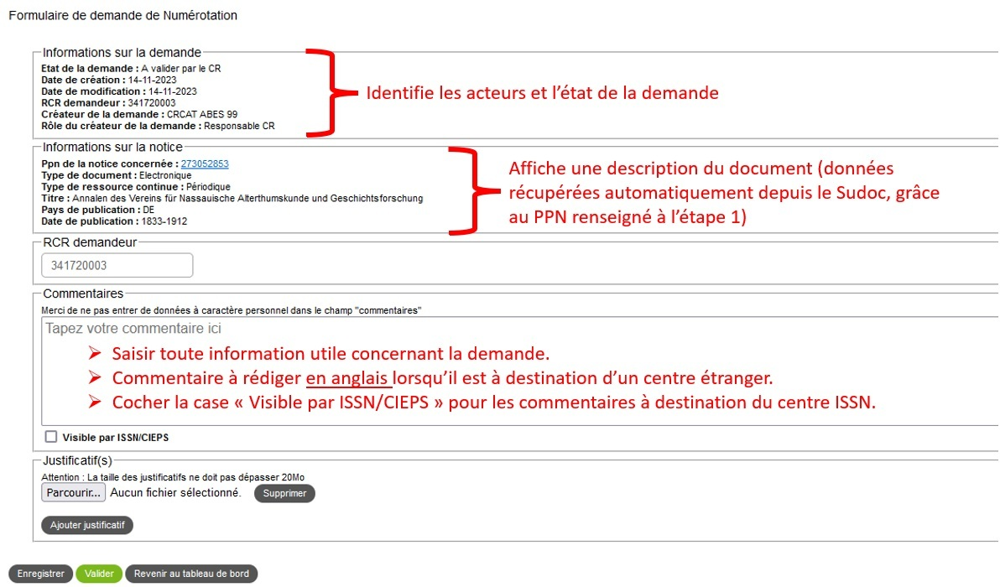 Formulaire de demande de Numérotation
Informations sur la demande
Etat de la demande : A valider par le CR
Date de création : 14-11-2023
Date de modification : 14-11-2023
RCR demandeur : 341720003
Créateur de la demande : CRCAT ABES 99
Rôle du créateur de la demande : Responsable CR
Identifie les acteurs et l’état de la demande
Informations sur la notice
Ppn de la notice concernée : 273052853
Type de document : Electronique
Type de ressource continue : Périodique
Titre : Annalen des Vereins für Nassauische Alterthumskunde und Geschichtsforschung
Pays de publication : DE
Date de publication : 1833-1912
Affiche une description du document (données
récupérées automatiquement depuis le Sudoc, grâce
au PPN renseigné à l’étape 1)
RCR demandeur
341720003
Commentaires
Merci de ne pas entrer de données à caractère personnel dans le champ "commentaires"
Tapez votre commentaire ici
➢ Saisir toute information utile concernant la demande.
➢ Commentaire à rédiger en anglais lorsqu’il est à destination d’un centre étranger.
➢ Cocher la case « Visible par ISSN/CIEPS » pour les commentaires à destination du centre ISSN.
Visible par ISSN/CIEPS
Justificatif(s)
Attention : La taille des justificatifs ne doit pas dépasser 20Mo
Parcourir... Aucun fichier sélectionné. Supprimer
Ajouter justificatif
Enregistrer Valider Revenir au tableau de bord